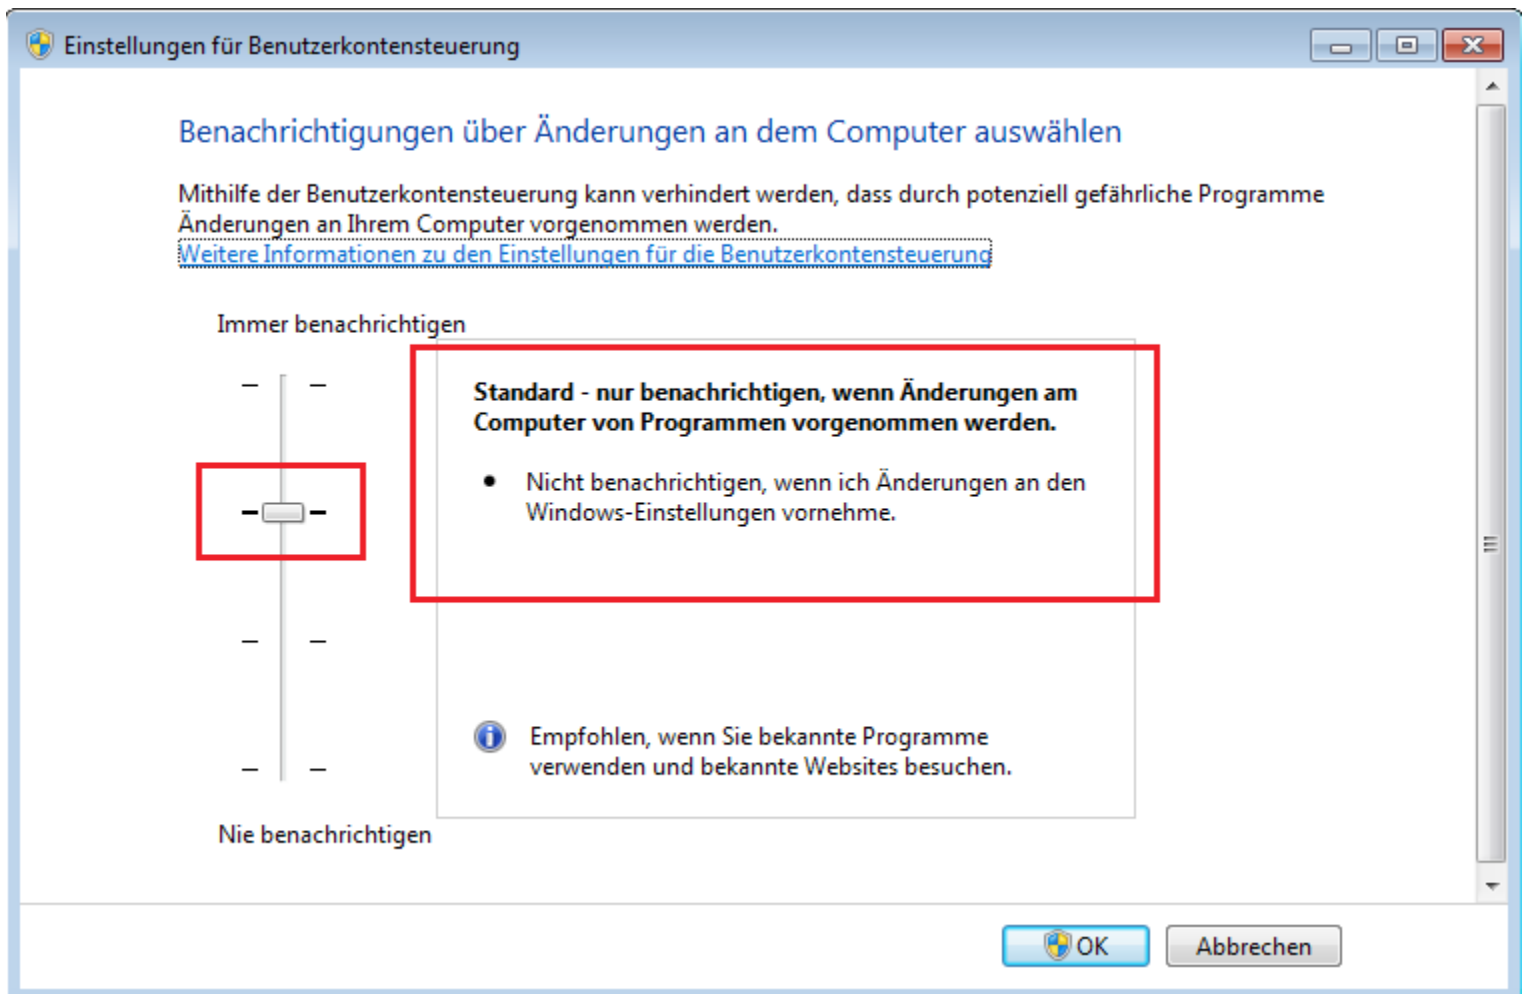 Einstellungen für Benutzerkontensteuerung
Benachrichtigungen über Änderungen an dem Computer auswählen
Mithilfe der Benutzerkontensteuerung kann verhindert werden, dass durch potenziell gefährliche Programme
Änderungen an Ihrem Computer vorgenommen werden.
Weitere Informationen zu den Einstellungen für die Benutzerkontensteuerung
Immer benachrichtigen
Standard - nur benachrichtigen, wenn Änderungen am
Computer von Programmen vorgenommen werden.
• Nicht benachrichtigen, wenn ich Änderungen an den
Windows-Einstellungen vornehme.
Empfohlen, wenn Sie bekannte Programme
verwenden und bekannte Websites besuchen.
Nie benachrichtigen
OK
Abbrechen